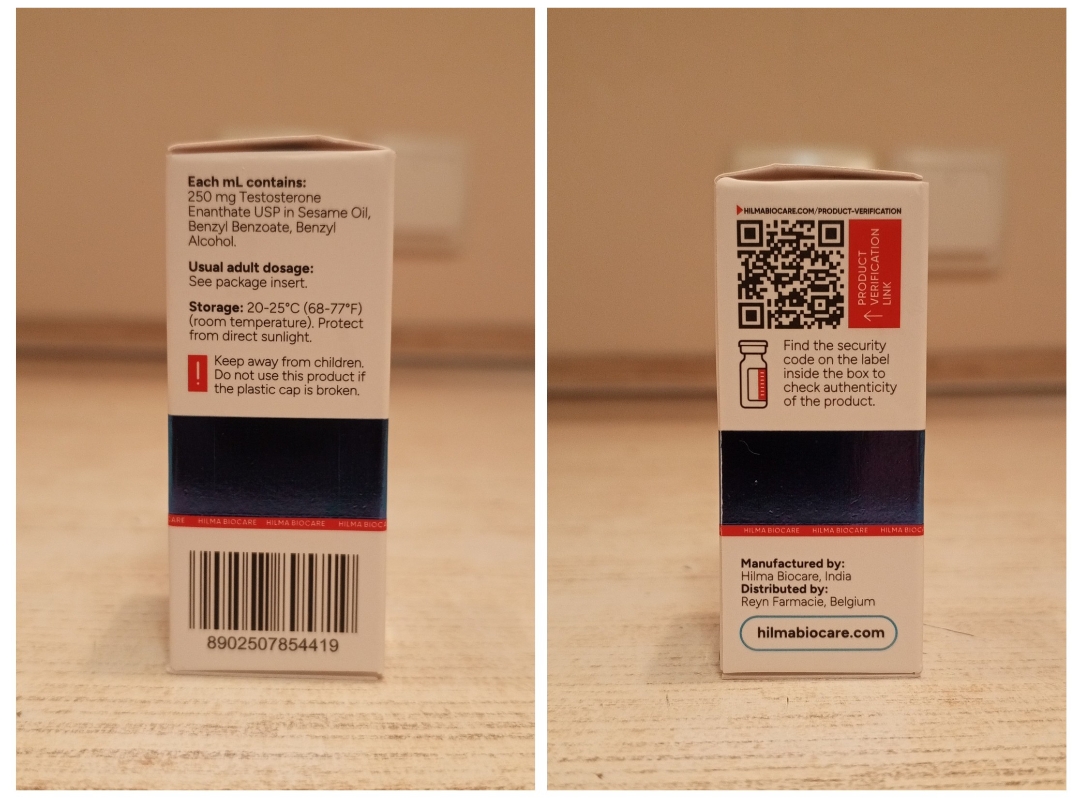 Each mL contains:
250 mg Testosterone
Enanthate USP in Sesame Oil,
Benzyl Benzoate, Benzyl
Alcohol.
Usual adult dosage:
See package insert.
Storage: 20-25°C (68-77°F)
(room temperature). Protect
from direct sunlight.
Keep away from children.
Do not use this product if
the plastic cap is broken.
CARE HILMA BIOCARE HILMA BIOCARE HILMA BIOC
8902507854419
HILMABIOCARE.COM/PRODUCT-VERIFICATION
PRODUCT
VERIFICATION
LINK
Find the security
code on the label
inside the box to
check authenticity
of the product.
HILMA BIOCARE HILMA BIOCARE HILMA BIOC
Manufactured by:
Hilma Biocare, India
Distributed by:
Reyn Farmacie, Belgium
hilmabiocare.com